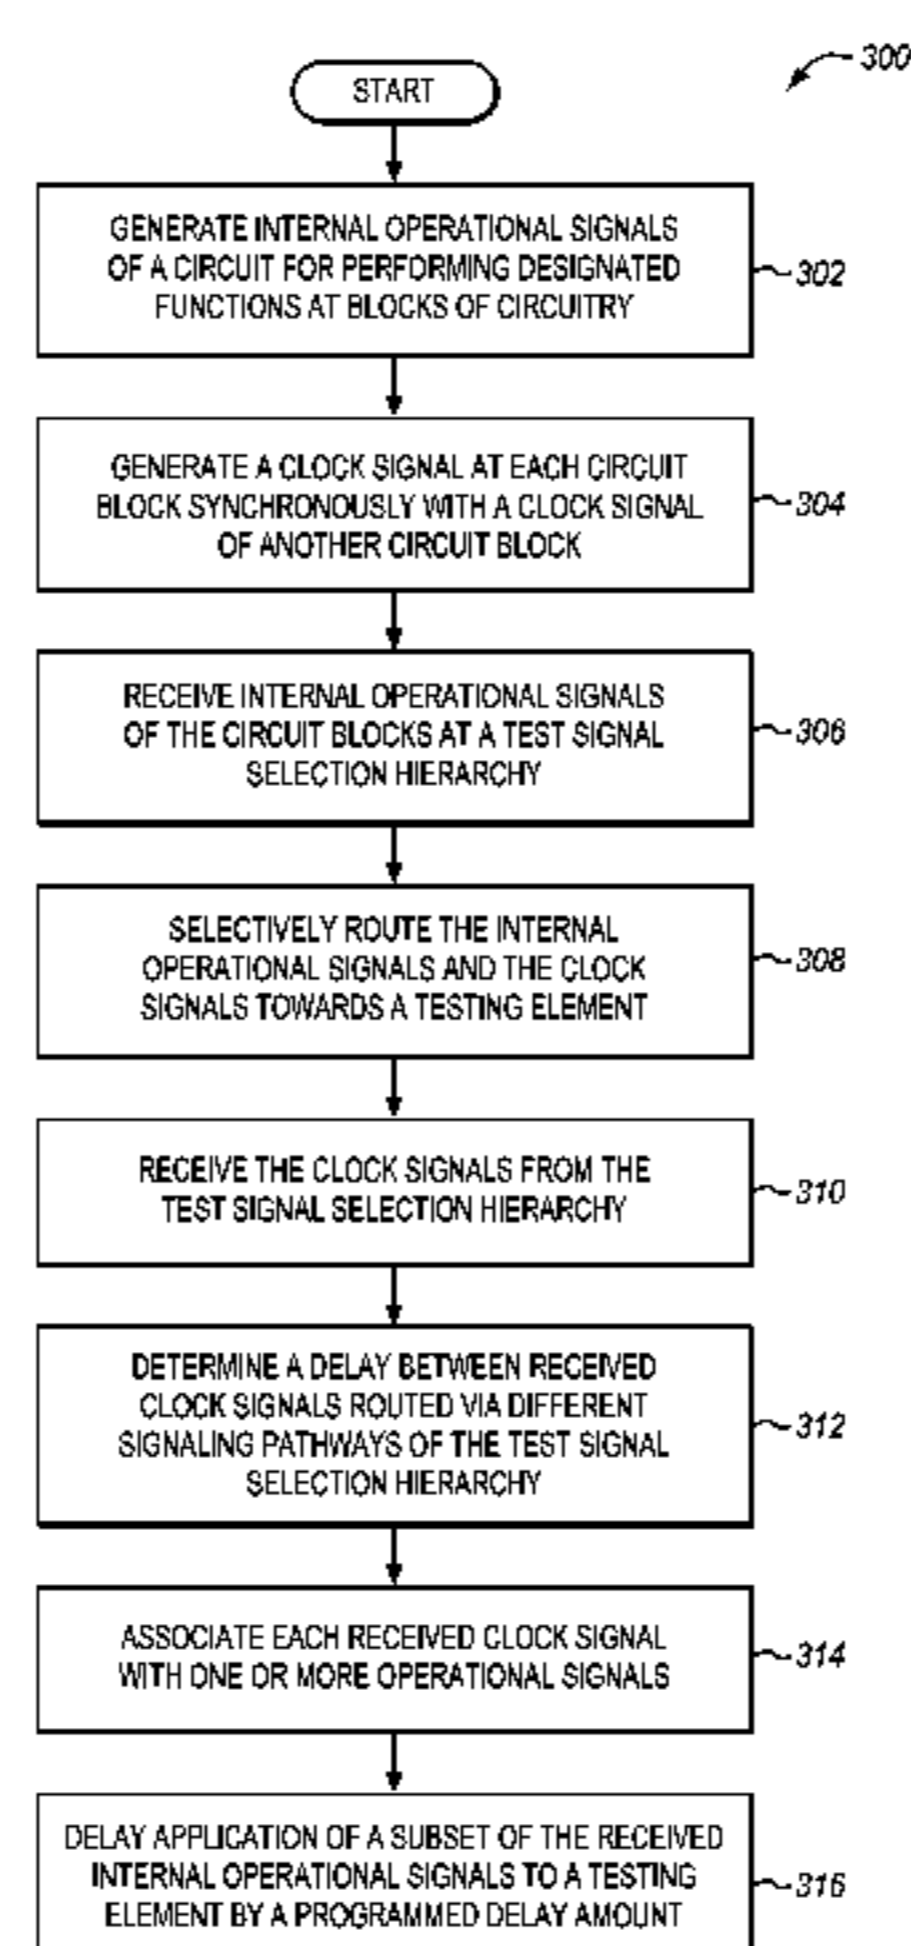 300
START
GENERATE INTERNAL OPERATIONAL SIGNALS
OF A CIRCUIT FOR PERFORMING DESIGNATED
FUNCTIONS AT BLOCKS OF CIRCUITRY
302
GENERATE A CLOCK SIGNAL AT EACH CIRCUIT
BLOCK SYNCHRONOUSLY WITH A CLOCK SIGNAL
OF ANOTHER CIRCUIT BLOCK
304
RECEIVE INTERNAL OPERATIONAL SIGNALS
OF THE CIRCUIT BLOCKS AT A TEST SIGNAL
SELECTION HIERARCHY
306
SELECTIVELY ROUTE THE INTERNAL
OPERATIONAL SIGNALS AND THE CLOCK
SIGNALS TOWARDS A TESTING ELEMENT
308
RECEIVE THE CLOCK SIGNALS FROM THE
TEST SIGNAL SELECTION HIERARCHY
310
DETERMINE A DELAY BETWEEN RECEIVED
CLOCK SIGNALS ROUTED VIA DIFFERENT
SIGNALING PATHWAYS OF THE TEST SIGNAL
SELECTION HIERARCHY
312
ASSOCIATE EACH RECEIVED CLOCK SIGNAL
WITH ONE OR MORE OPERATIONAL SIGNALS
314
DELAY APPLICATION OF A SUBSET OF THE RECEIVED
INTERNAL OPERATIONAL SIGNALS TO A TESTING
ELEMENT BY A PROGRAMMED DELAY AMOUNT
316